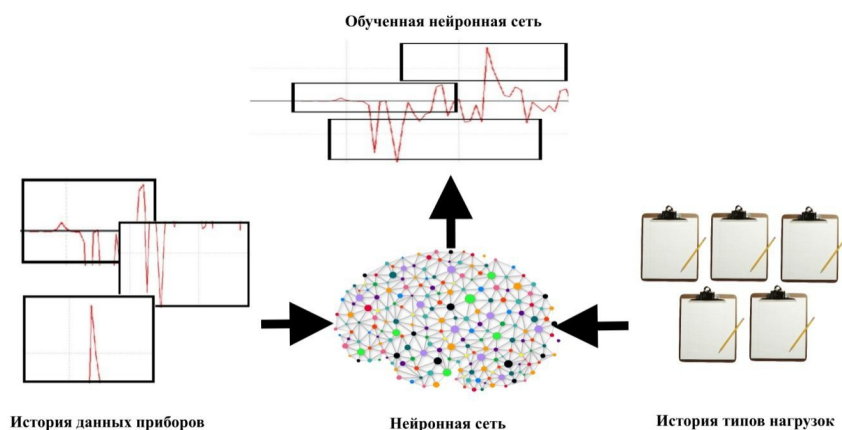 Обученная нейронная сеть
История данных приборов
Нейронная сеть
История типов нагрузок